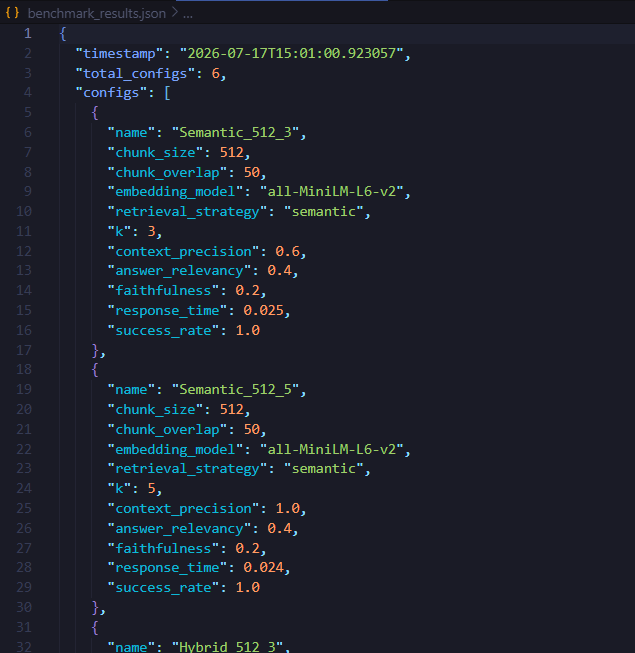 { } benchmark_results.json > ...
1 {
2 "timestamp": "2026-07-17T15:01:00.923057",
3 "total_configs": 6,
4 "configs": [
5 {
6 "name": "Semantic_512_3",
7 "chunk_size": 512,
8 "chunk_overlap": 50,
9 "embedding_model": "all-MiniLM-L6-v2",
10 "retrieval_strategy": "semantic",
11 "k": 3,
12 "context_precision": 0.6,
13 "answer_relevancy": 0.4,
14 "faithfulness": 0.2,
15 "response_time": 0.025,
16 "success_rate": 1.0
17 },
18 {
19 "name": "Semantic_512_5",
20 "chunk_size": 512,
21 "chunk_overlap": 50,
22 "embedding_model": "all-MiniLM-L6-v2",
23 "retrieval_strategy": "semantic",
24 "k": 5,
25 "context_precision": 1.0,
26 "answer_relevancy": 0.4,
27 "faithfulness": 0.2,
28 "response_time": 0.024,
29 "success_rate": 1.0
30 },
31 {
32 "name": "Hybrid_512_3",